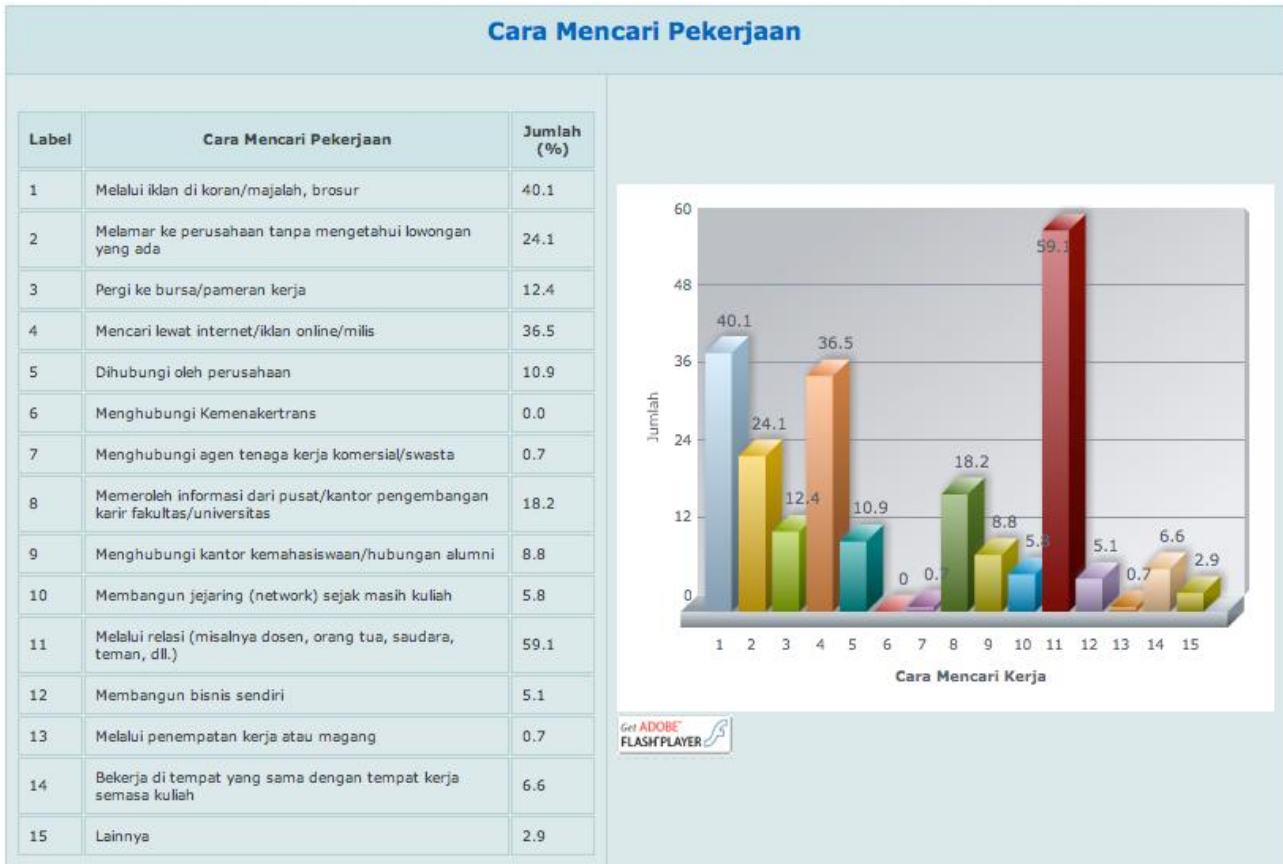 Cara Mencari Pekerjaan
Label Cara Mencari Pekerjaan Jumlah (%)
1 Melalui iklan di koran/majalah, brosur 40.1
2 Melamar ke perusahaan tanpa mengetahui lowongan
yang ada 24.1
3 Pergi ke bursa/pameran kerja 12.4
4 Mencari lewat internet/iklan online/milis 36.5
5 Dihubungi oleh perusahaan 10.9
6 Menghubungi Kemenakertrans 0.0
7 Menghubungi agen tenaga kerja komersial/swasta 0.7
8 Memeroleh informasi dari pusat/kantor pengembangan
karir fakultas/universitas 18.2
9 Menghubungi kantor kemahasiswaan/hubungan alumni 8.8
10 Membangun jejaring (network) sejak masih kuliah 5.8
11 Melalui relasi (misalnya dosen, orang tua, saudara,
teman, dll.) 59.1
12 Membangun bisnis sendiri 5.1
13 Melalui penempatan kerja atau magang 0.7
14 Bekerja di tempat yang sama dengan tempat kerja
semasa kuliah 6.6
15 Lainnya 2.9
60
48
36
24
12
0
Jumlah
40.1 24.1 12.4 36.5 10.9 0 0.7 18.2 8.8 5.8 59.1 5.1 0.7 6.6 2.9
1 2 3 4 5 6 7 8 9 10 11 12 13 14 15
Cara Mencari Kerja
Get ADOBE
FLASH PLAYER